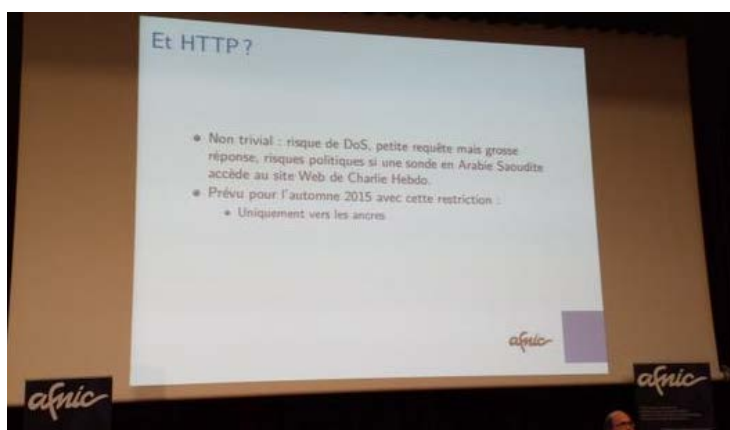 Et HTTP ?
• Non trivial : risque de DoS, petite requête mais grosse
réponse, risques politiques si une sonde en Arabie Saoudite
accède au site Web de Charlie Hebdo.
• Prévu pour l'automne 2015 avec cette restriction :
• Uniquement vers les ancres
afnic
afnic
afnic